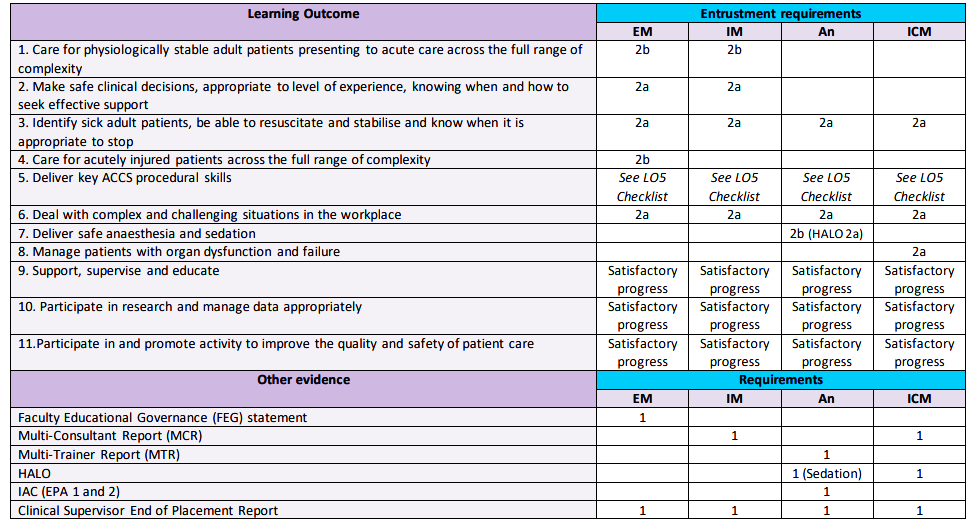 Learning Outcome Entrustment requirements
EM IM An ICM
1. Care for physiologically stable adult patients presenting to acute care across the full range of 2b 2b
complexity
2. Make safe clinical decisions, appropriate to level of experience, knowing when and how to 2a 2a
seek effective support
3. Identify sick adult patients, be able to resuscitate and stabilise and know when it is 2a 2a 2a 2a
appropriate to stop
4. Care for acutely injured patients across the full range of complexity 2b
5. Deliver key ACCS procedural skills See LO5 See LO5 See LO5 See LO5
Checklist Checklist Checklist Checklist
6. Deal with complex and challenging situations in the workplace 2a 2a 2a 2a
7. Deliver safe anaesthesia and sedation 2b (HALO 2a)
8. Manage patients with organ dysfunction and failure 2a
9. Support, supervise and educate Satisfactory Satisfactory Satisfactory Satisfactory
progress progress progress progress
10. Participate in research and manage data appropriately Satisfactory Satisfactory Satisfactory Satisfactory
progress progress progress progress
11.Participate in and promote activity to improve the quality and safety of patient care Satisfactory Satisfactory Satisfactory Satisfactory
progress progress progress progress
Other evidence Requirements
EM IM An ICM
Faculty Educational Governance (FEG) statement 1
Multi-Consultant Report (MCR) 1 1
Multi-Trainer Report (MTR) 1
HALO 1 (Sedation) 1
IAC (EPA 1 and 2) 1
Clinical Supervisor End of Placement Report 1 1 1 1